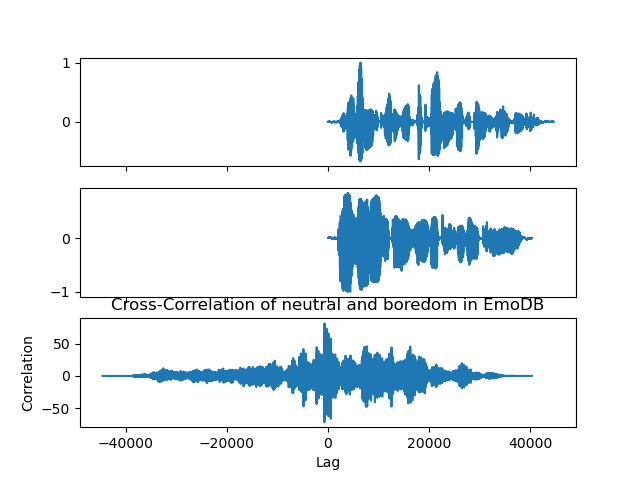 1
0
0
−1
Cross-Correlation of neutral and boredom in EmoDB
Correlation
50
0
−50
−40000 −20000 0 20000 40000
Lag